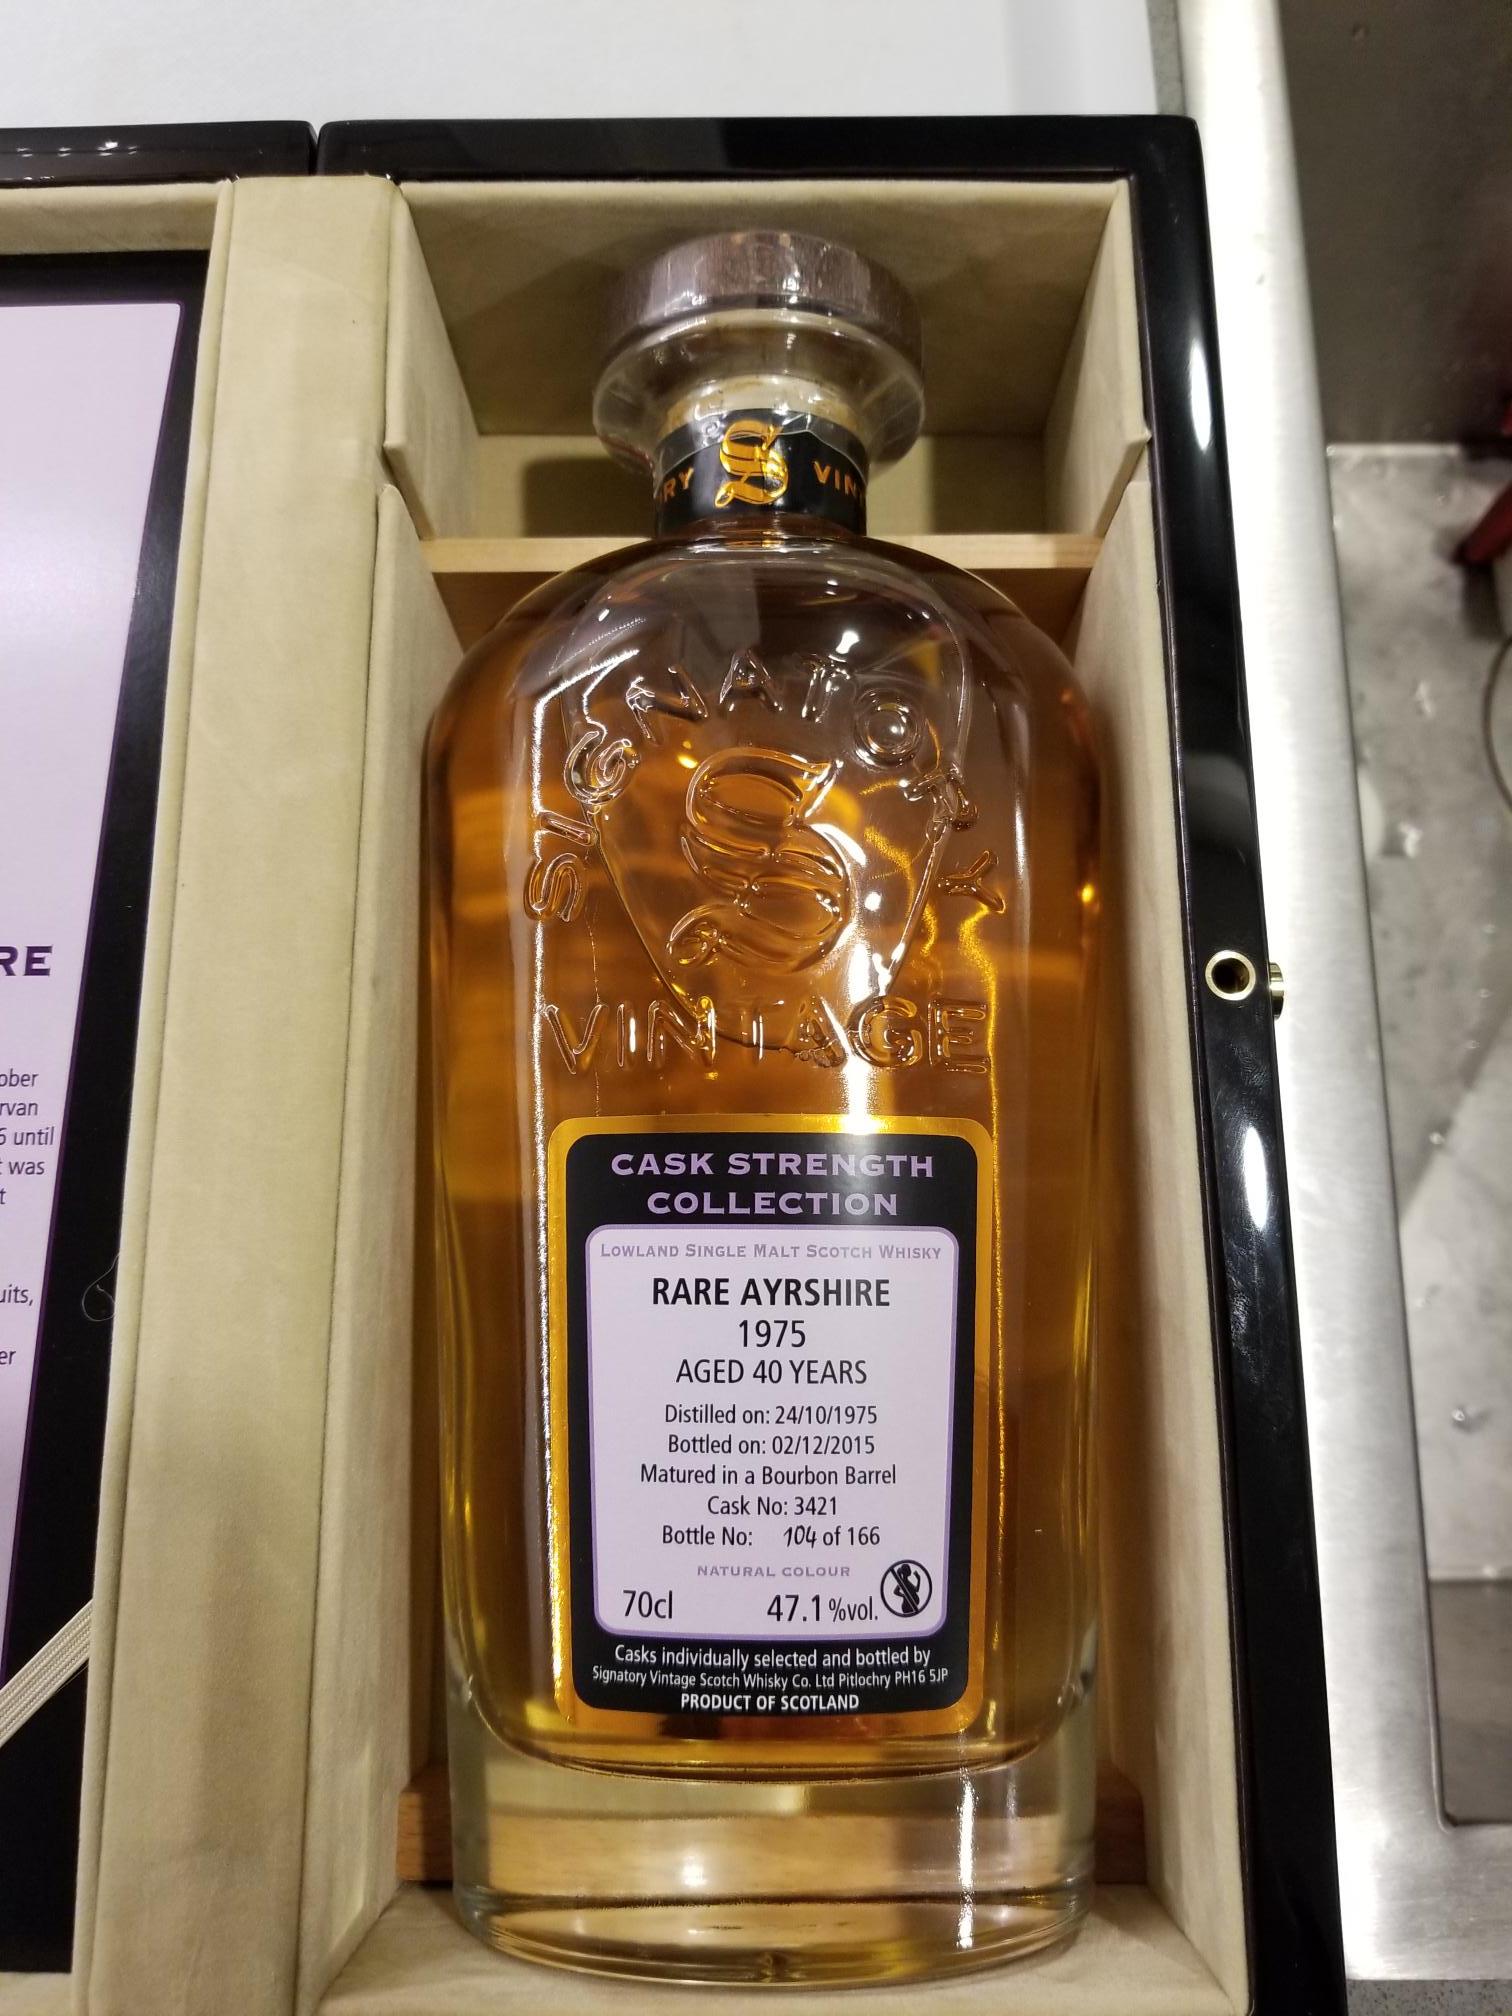 RY S VIN
SIGNATORY
S
VINTAGE
CASK STRENGTH
COLLECTION
LOWLAND SINGLE MALT SCOTCH WHISKY
RARE AYRSHIRE
1975
AGED 40 YEARS
Distilled on: 24/10/1975
Bottled on: 02/12/2015
Matured in a Bourbon Barrel
Cask No: 3421
Bottle No: 104 of 166
NATURAL COLOUR
70cl 47.1%vol.
Casks individually selected and bottled by
Signatory Vintage Scotch Whisky Co. Ltd Pitlochry PH16 5JP
PRODUCT OF SCOTLAND
RE
ober
rvan
6 until
t was
t
uits,
er